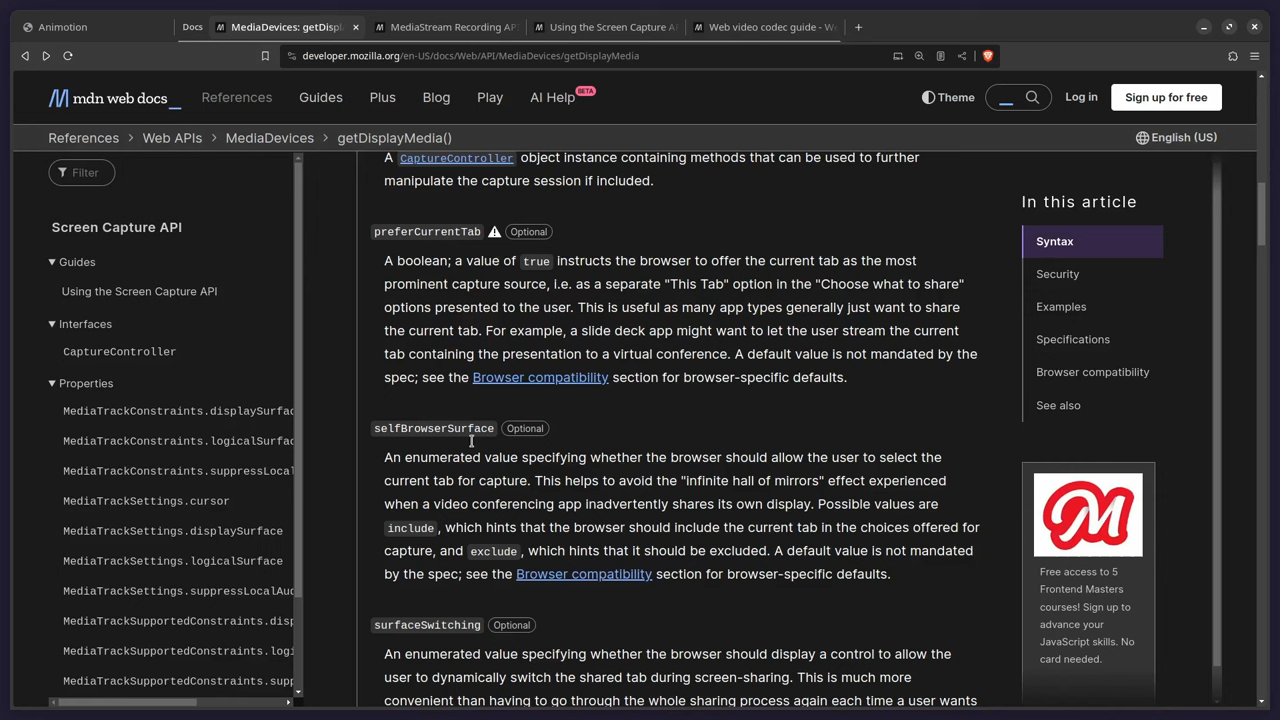 Animotion
Docs
MediaDevices: getDispl
MediaStream Recording AP
Using the Screen Capture A
Web video codec guide - W
developer.mozilla.org/en-US/docs/Web/API/MediaDevices/getDisplayMedia
mdn web docs_
References
Guides
Plus
Blog
Play
AI Help
BETA
Theme
Log in
Sign up for free
References
Web APIs
MediaDevices
getDisplayMedia()
English (US)
Filter
Screen Capture API
Guides
Using the Screen Capture API
Interfaces
CaptureController
Properties
MediaTrackConstraints.displaySurfac
MediaTrackConstraints.logicalSurfac
MediaTrackConstraints.suppressLocal
MediaTrackSettings.cursor
MediaTrackSettings.displaySurface
MediaTrackSettings.logicalSurface
MediaTrackSettings.suppressLocalAud
MediaTrackSupportedConstraints.disp
MediaTrackSupportedConstraints.logi
MediaTrackSupportedConstraints.supp
A CaptureController object instance containing methods that can be used to further
manipulate the capture session if included.
preferCurrentTab Optional
A boolean; a value of true instructs the browser to offer the current tab as the most
prominent capture source, i.e. as a separate "This Tab" option in the "Choose what to share"
options presented to the user. This is useful as many app types generally just want to share
the current tab. For example, a slide deck app might want to let the user stream the current
tab containing the presentation to a virtual conference. A default value is not mandated by the
spec; see the Browser compatibility section for browser-specific defaults.
selfBrowserSurface Optional
An enumerated value specifying whether the browser should allow the user to select the
current tab for capture. This helps to avoid the "infinite hall of mirrors" effect experienced
when a video conferencing app inadvertently shares its own display. Possible values are
include, which hints that the browser should include the current tab in the choices offered for
capture, and exclude, which hints that it should be excluded. A default value is not mandated
by the spec; see the Browser compatibility section for browser-specific defaults.
surfaceSwitching Optional
An enumerated value specifying whether the browser should display a control to allow the
user to dynamically switch the shared tab during screen-sharing. This is much more
convenient than having to go through the whole sharing process again each time a user wants
In this article
Syntax
Security
Examples
Specifications
Browser compatibility
See also
Free access to 5
Frontend Masters
courses! Sign up to
advance your
JavaScript skills. No
card needed.